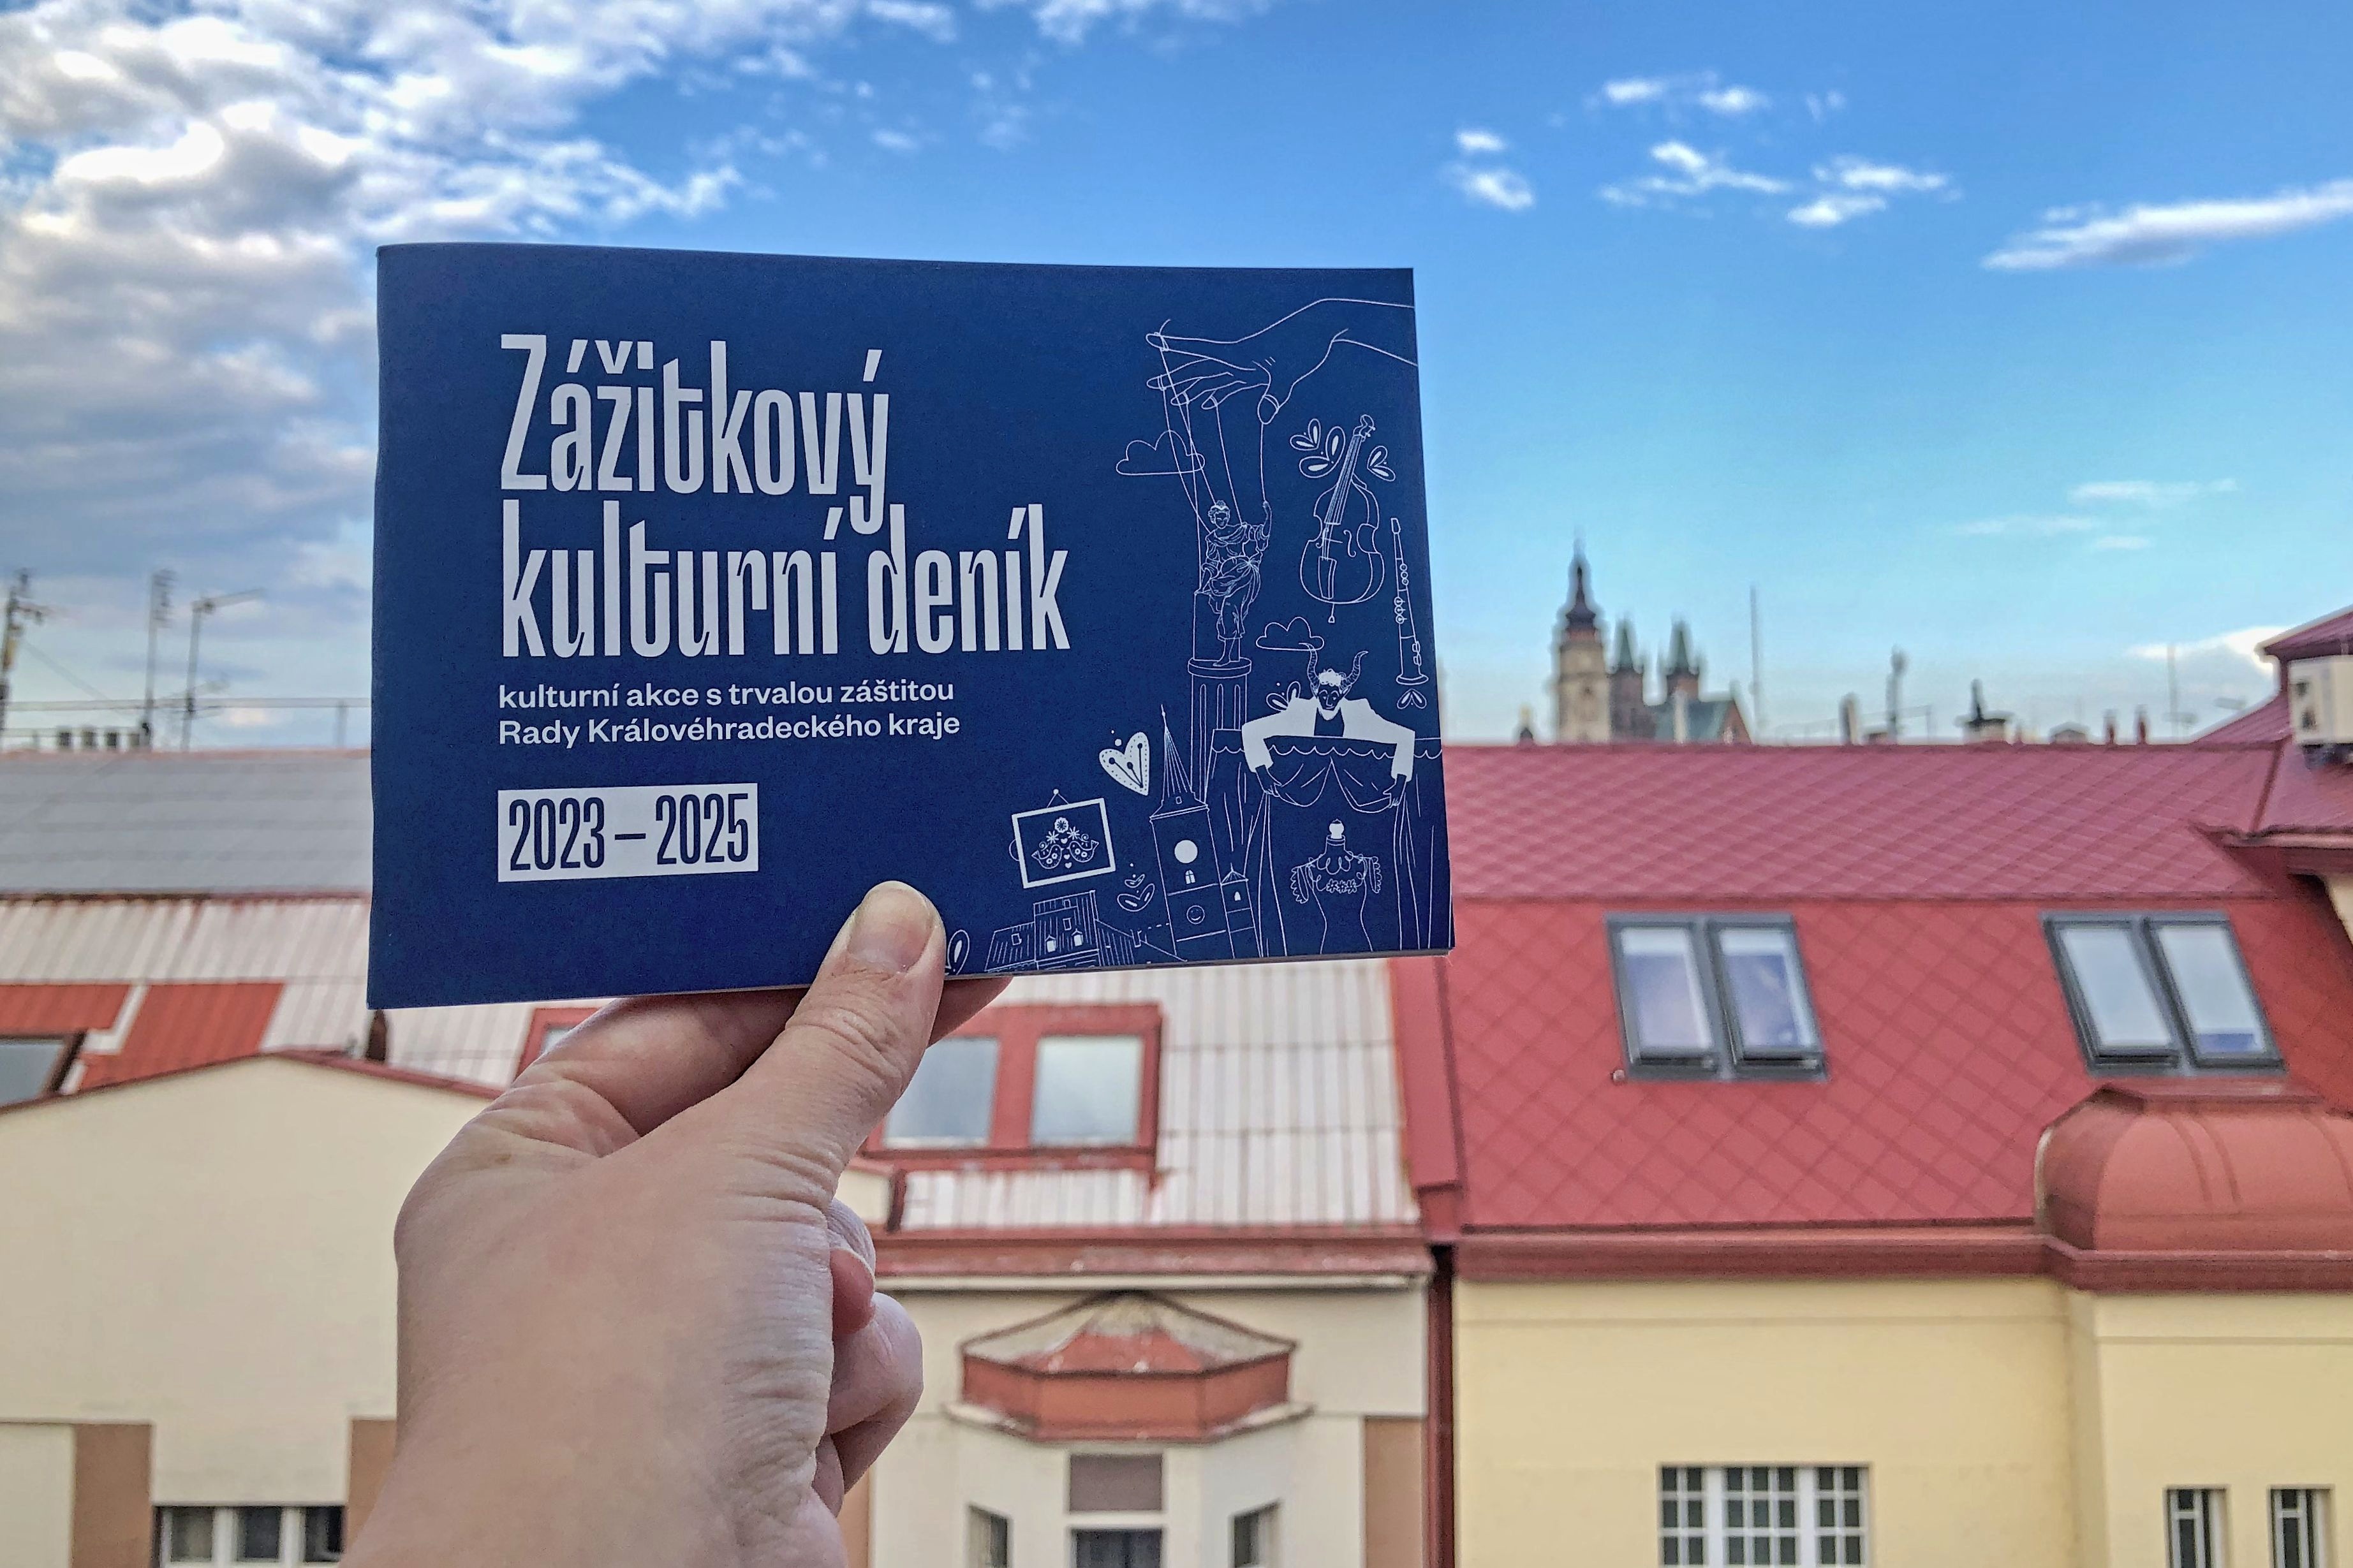 Zážitkový
kulturní deník
kulturní akce s trvalou záštitou
Rady Královéhradeckého kraje
2023 – 2025